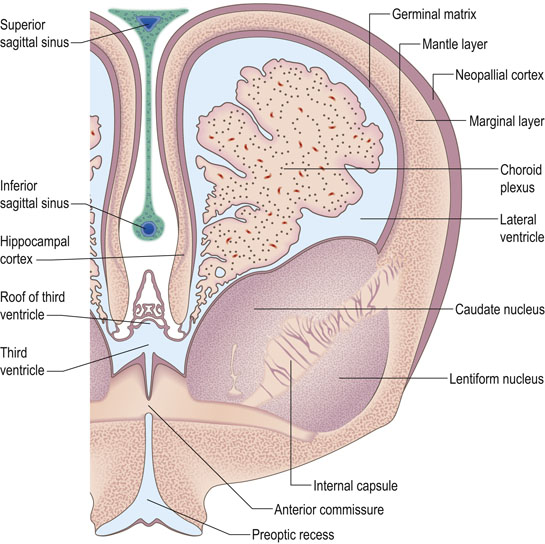 Superior
sagittal sinus
Inferior
sagittal sinus
Hippocampal
cortex
Roof of third
ventricle
Third
ventricle
Germinal matrix
Mantle layer
Neopallial cortex
Marginal layer
Choroid
plexus
Lateral
ventricle
Caudate nucleus
Lentiform nucleus
Internal capsule
Anterior commissure
Preoptic recess